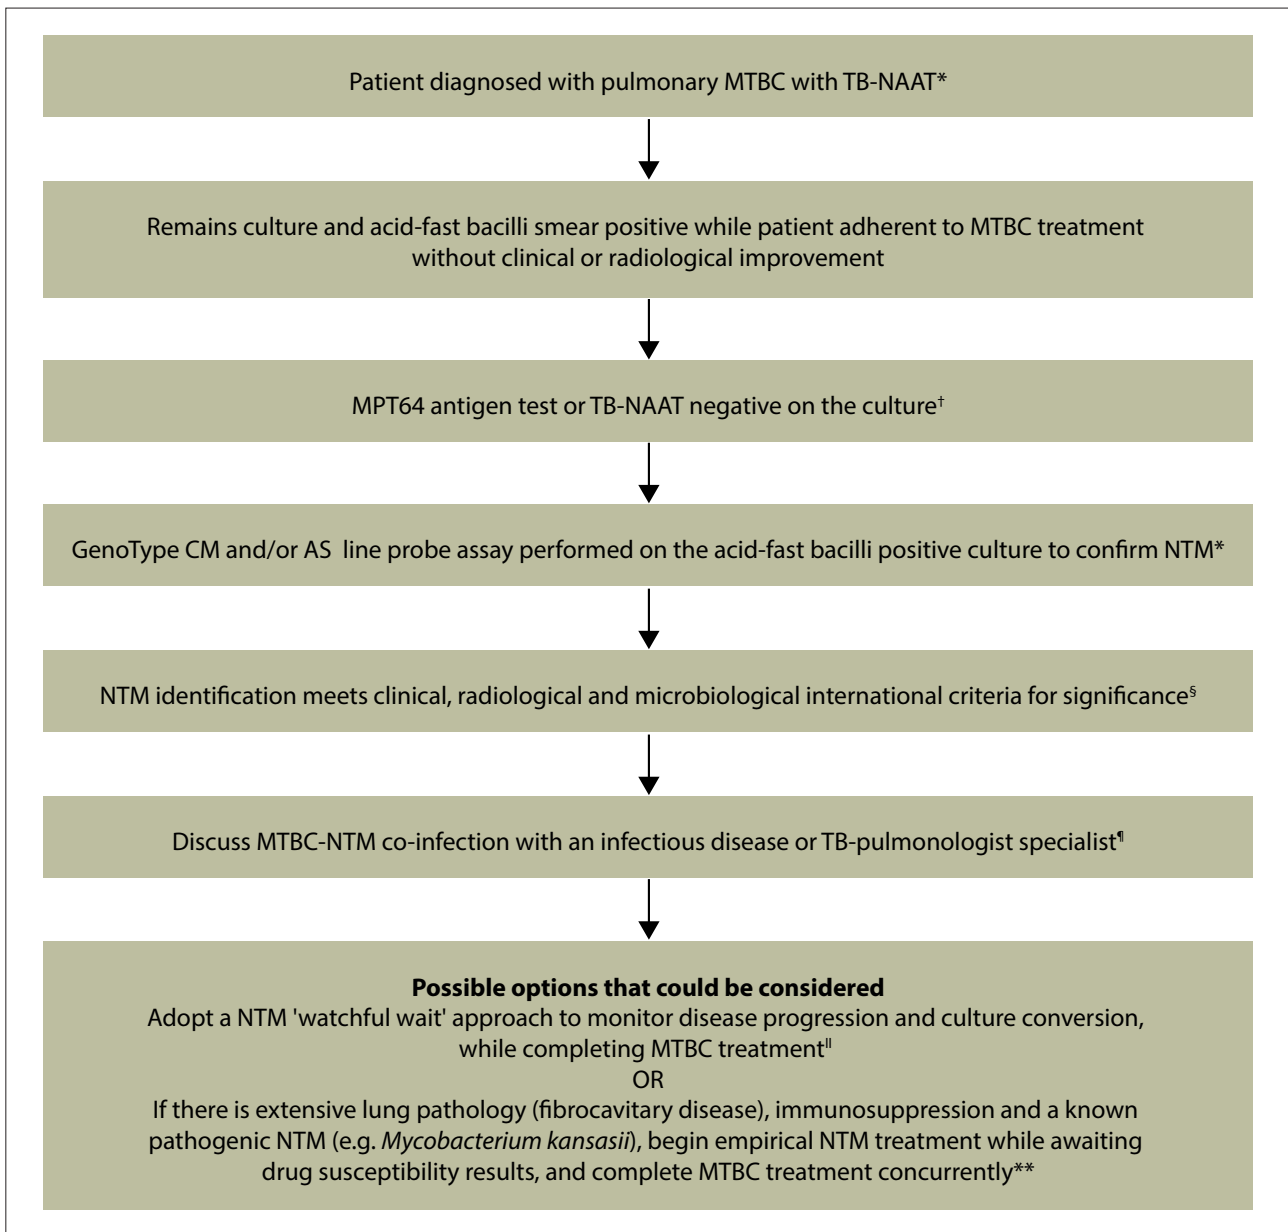 Patient diagnosed with pulmonary MTBC with TB-NAAT*
Remains culture and acid-fast bacilli smear positive while patient adherent to MTBC treatment
without clinical or radiological improvement
MPT64 antigen test or TB-NAAT negative on the culture†
GenoType CM and/or AS line probe assay performed on the acid-fast bacilli positive culture to confirm NTM*
NTM identification meets clinical, radiological and microbiological international criteria for significance§
Discuss MTBC-NTM co-infection with an infectious disease or TB-pulmonologist specialist¶
Possible options that could be considered
Adopt a NTM 'watchful wait' approach to monitor disease progression and culture conversion,
while completing MTBC treatment||
OR
If there is extensive lung pathology (fibrocavitary disease), immunosuppression and a known
pathogenic NTM (e.g. Mycobacterium kansasii), begin empirical NTM treatment while awaiting
drug susceptibility results, and complete MTBC treatment concurrently**